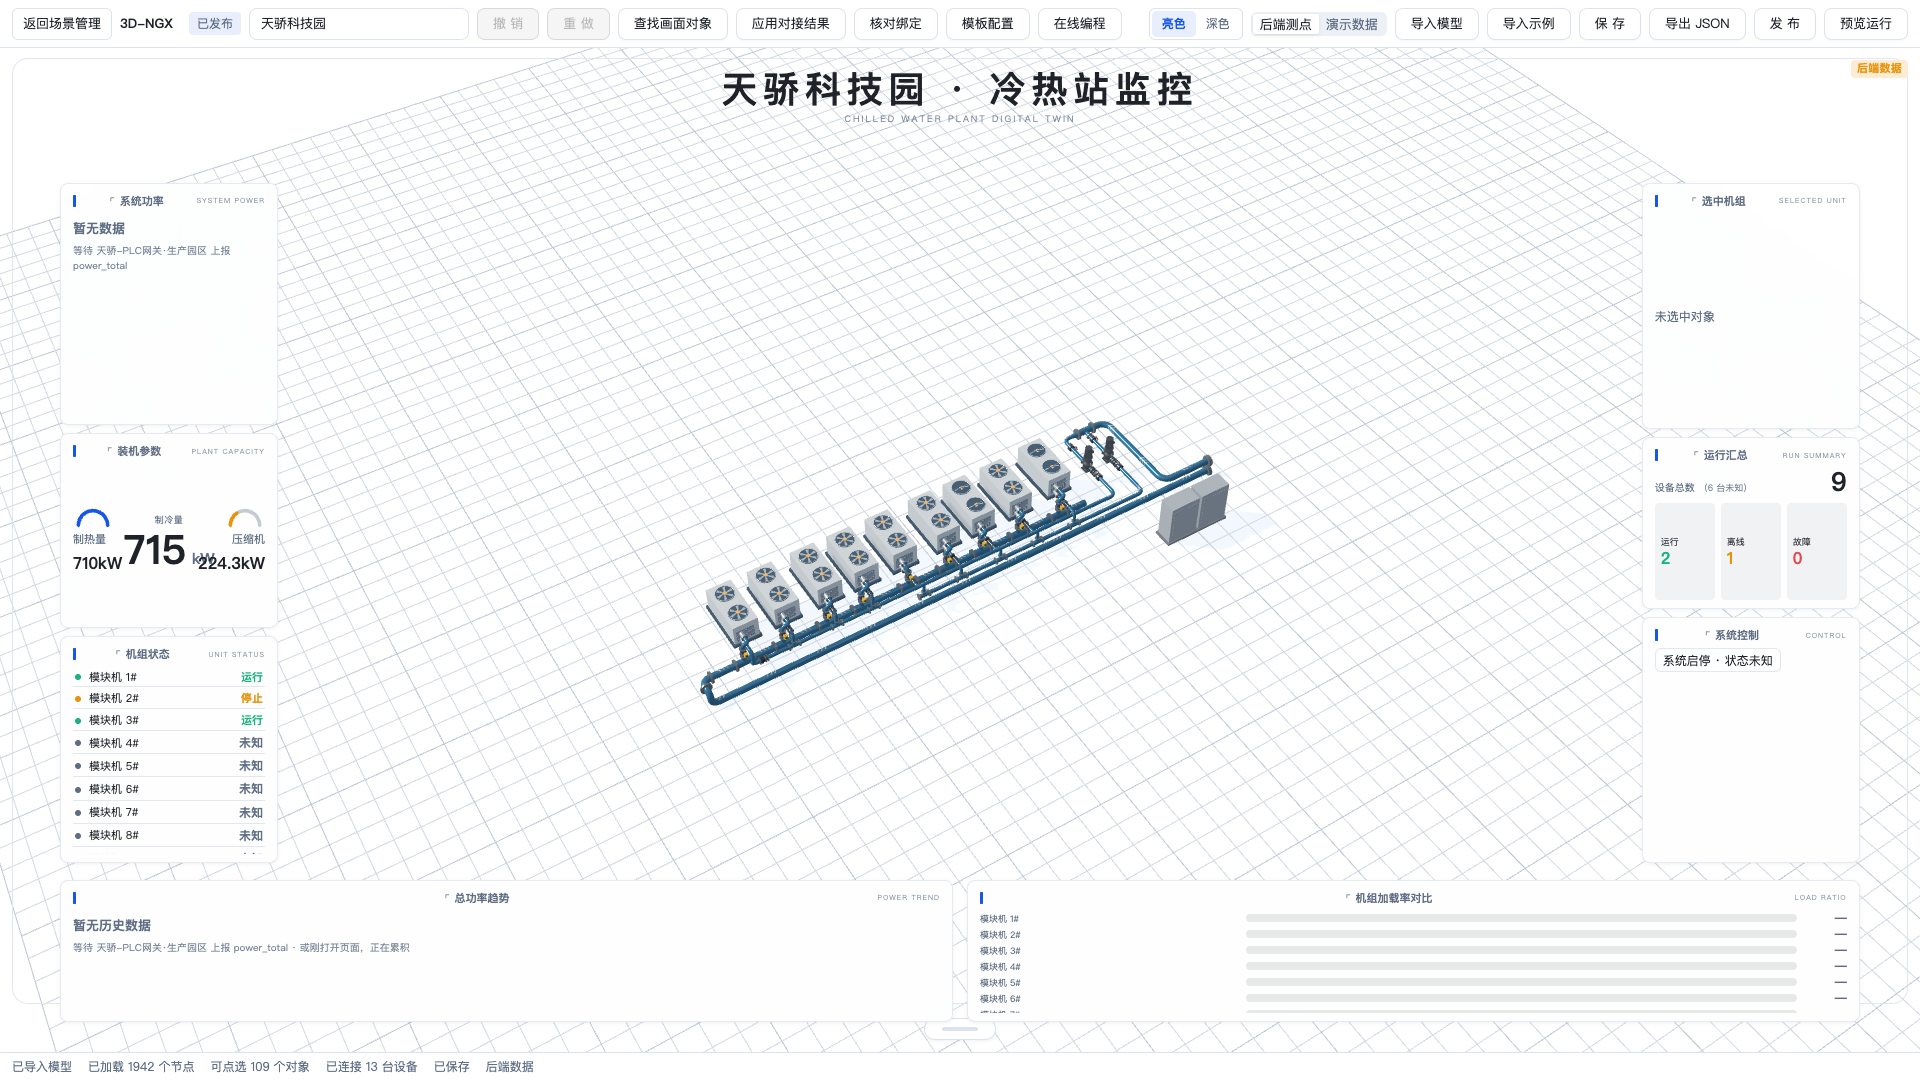 返回场景管理 3D-NGX 已发布 天骄科技园 撤 销 重 做 查找画面对象 应用对接结果 核对绑定 模板配置 在线编程 亮色 深色 后端测点 演示数据 导入模型 导入示例 保 存 导出 JSON 发 布 预览运行
后端数据
天骄科技园 · 冷热站监控
CHILLED WATER PLANT DIGITAL TWIN
系统功率 SYSTEM POWER
暂无数据
等待 天骄-PLC网关·生产园区 上报
power_total
装机参数 PLANT CAPACITY
制热量
710kW
制冷量
715 kW
压缩机
224.3kW
机组状态 UNIT STATUS
模块机 1# 运行
模块机 2# 停止
模块机 3# 运行
模块机 4# 未知
模块机 5# 未知
模块机 6# 未知
模块机 7# 未知
模块机 8# 未知
选中机组 SELECTED UNIT
未选中对象
运行汇总 RUN SUMMARY
设备总数 (6 台未知) 9
运行
2
离线
1
故障
0
系统控制 CONTROL
系统启停 · 状态未知
总功率趋势 POWER TREND
暂无历史数据
等待 天骄-PLC网关·生产园区 上报 power_total · 或刚打开页面，正在累积
机组加载率对比 LOAD RATIO
模块机 1# —
模块机 2# —
模块机 3# —
模块机 4# —
模块机 5# —
模块机 6# —
已导入模型 已加载 1942 个节点 可点选 109 个对象 已连接 13 台设备 已保存 后端数据